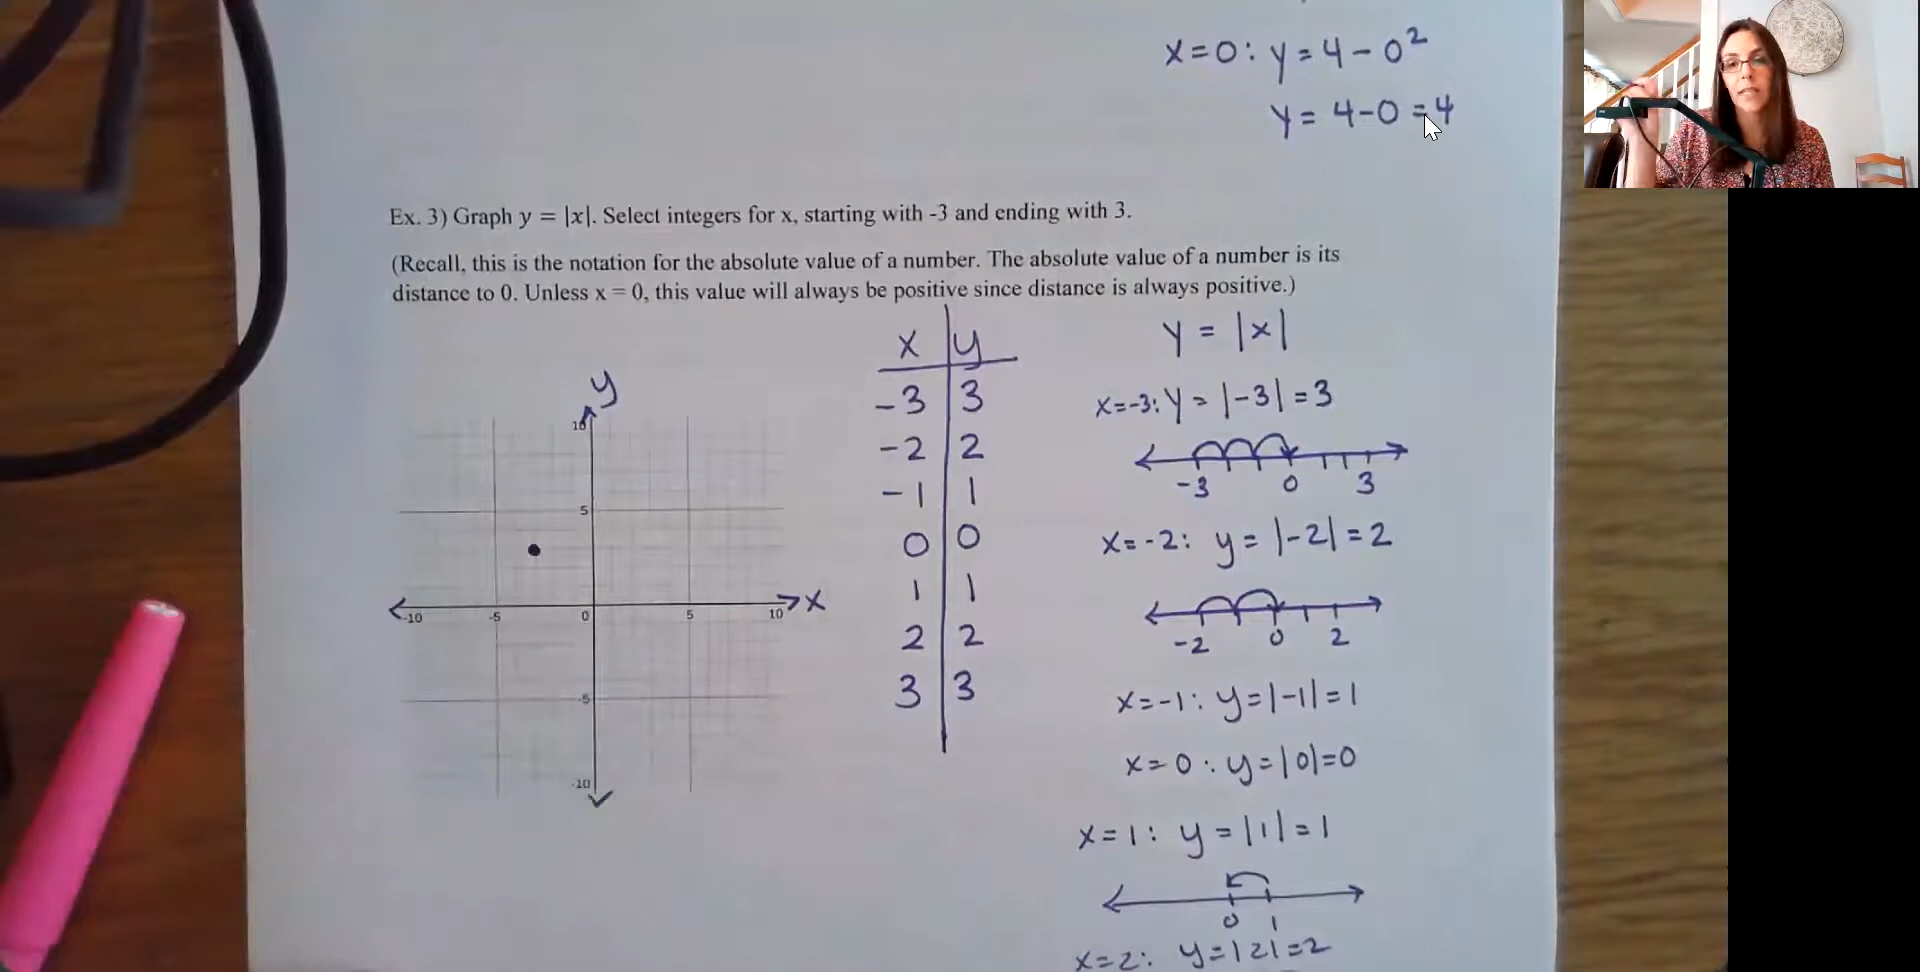 x=0: y=4-0²
y=4-0=4
Ex. 3) Graph y = |x|. Select integers for x, starting with -3 and ending with 3.
(Recall, this is the notation for the absolute value of a number. The absolute value of a number is its
distance to 0. Unless x = 0, this value will always be positive since distance is always positive.)
y
10
5
-10 -5 0 5 10 x
-5
-10
x y
-3 3
-2 2
-1 1
0 0
1 1
2 2
3 3
y = |x|
x=-3: y=|-3|=3
-3 0 3
x=-2: y=|-2|=2
-2 0 2
x=-1: y=|-1|=1
x=0: y=|0|=0
x=1: y=|1|=1
0 1
x=2: y=|2|=2